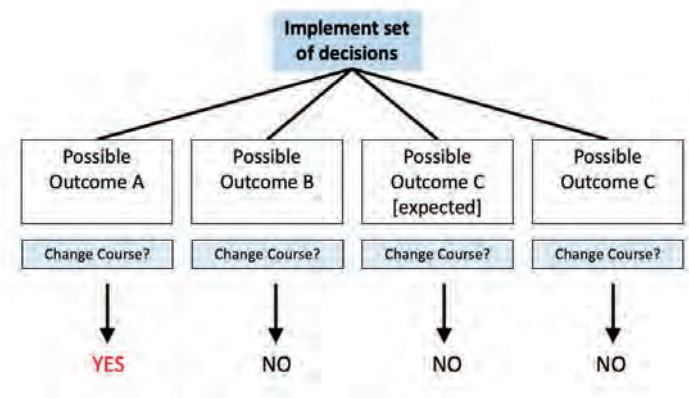 Implement set
of decisions
Possible
Outcome A
Possible
Outcome B
Possible
Outcome C
[expected]
Possible
Outcome C
Change Course?
Change Course?
Change Course?
Change Course?
YES
NO
NO
NO